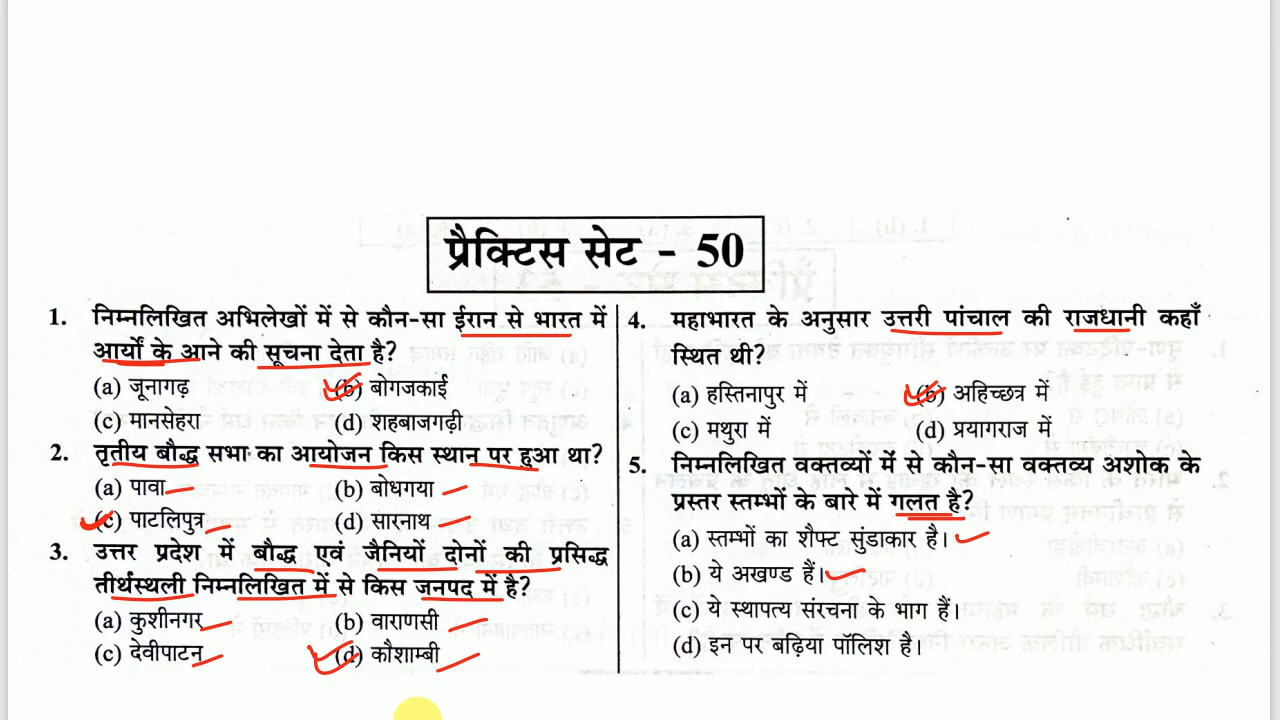 प्रैक्टिस सेट - 50
1. निम्नलिखित अभिलेखों में से कौन-सा ईरान से भारत में
आर्यों के आने की सूचना देता है?
(a) जूनागढ़ (b) बोगजकाई
(c) मानसेहरा (d) शहबाजगढ़ी
2. तृतीय बौद्ध सभा का आयोजन किस स्थान पर हुआ था?
(a) पावा (b) बोधगया
(c) पाटलिपुत्र (d) सारनाथ
3. उत्तर प्रदेश में बौद्ध एवं जैनियों दोनों की प्रसिद्ध
तीर्थस्थली निम्नलिखित में से किस जनपद में है?
(a) कुशीनगर (b) वाराणसी
(c) देवीपाटन (d) कौशाम्बी
4. महाभारत के अनुसार उत्तरी पांचाल की राजधानी कहाँ
स्थित थी?
(a) हस्तिनापुर में (b) अहिच्छत्र में
(c) मथुरा में (d) प्रयागराज में
5. निम्नलिखित वक्तव्यों में से कौन-सा वक्तव्य अशोक के
प्रस्तर स्तम्भों के बारे में गलत है?
(a) स्तम्भों का शैफ्ट सुंडाकार है।
(b) ये अखण्ड हैं।
(c) ये स्थापत्य संरचना के भाग हैं।
(d) इन पर बढ़िया पॉलिश है।